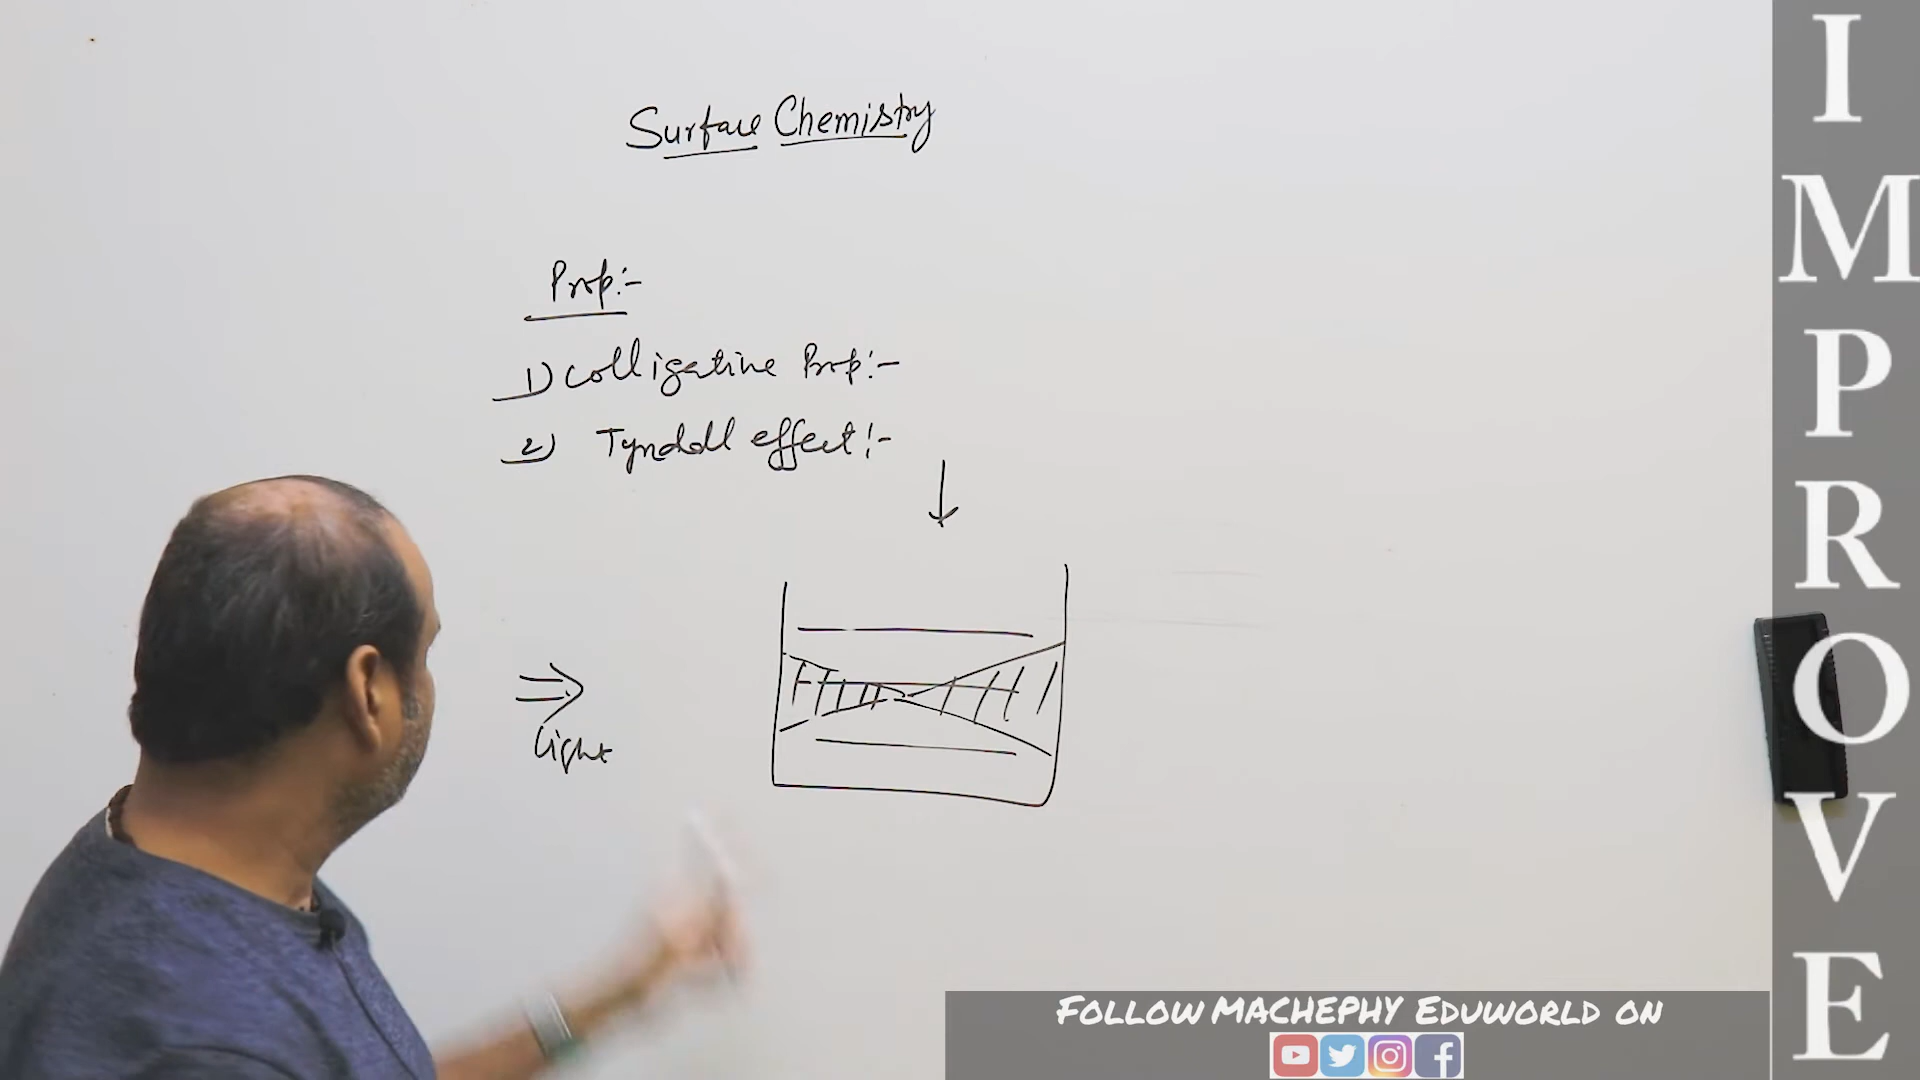 Surface Chemistry
Prop:-
1) Colligative Prop:-
2) Tyndall effect:-
light
IMPROVE
FOLLOW MACHEPHY EDUWORLD ON